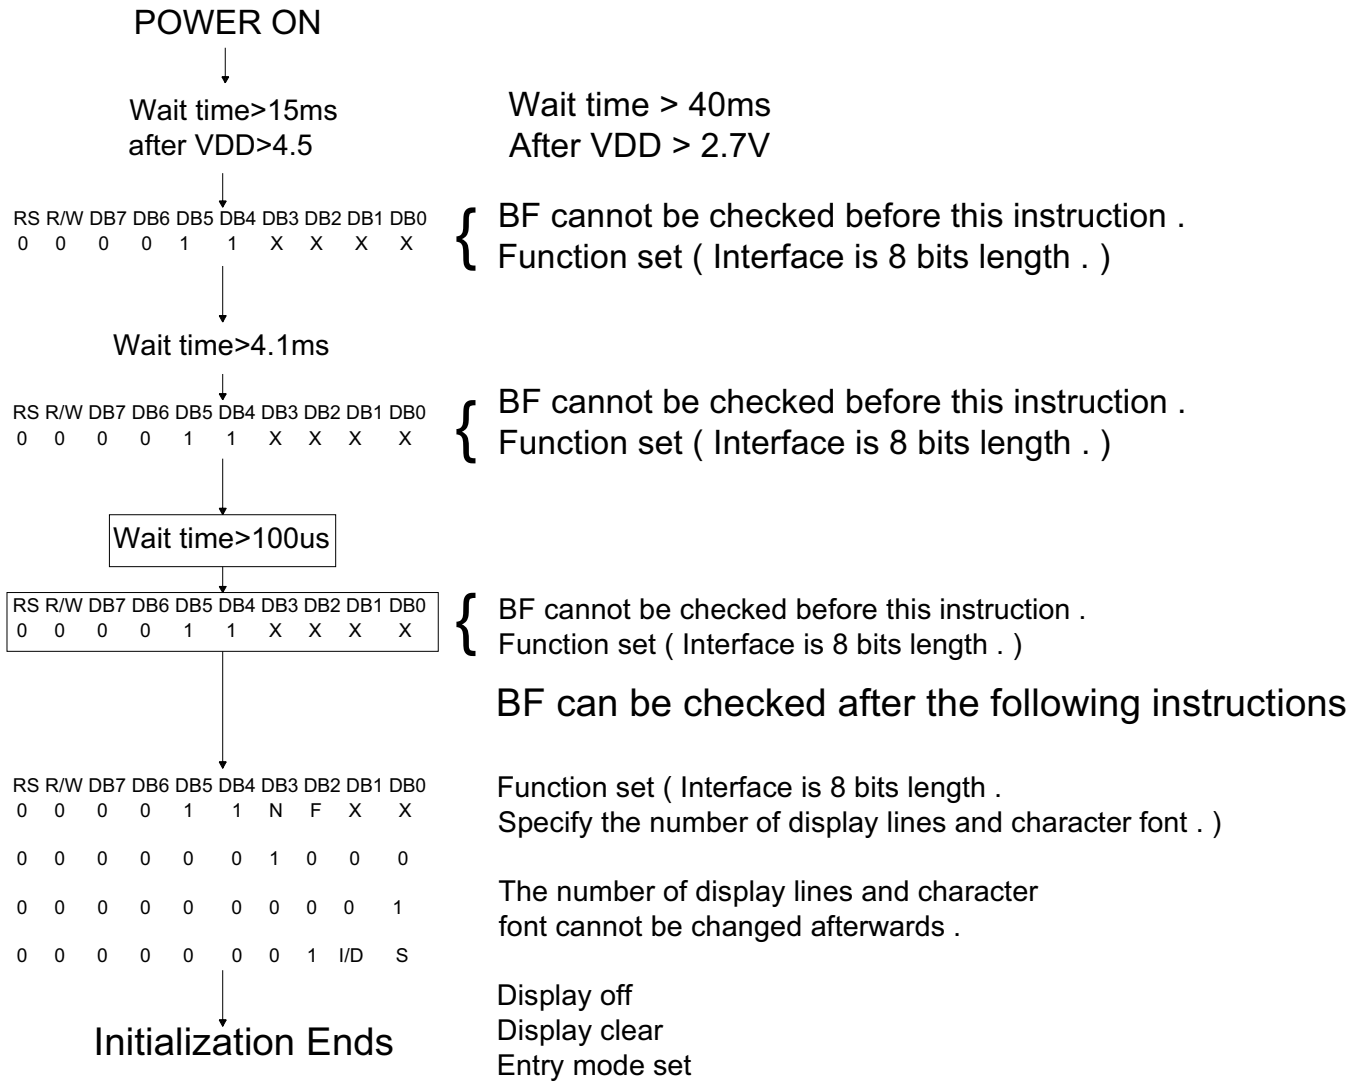 POWER ON
Wait time>15ms
after VDD>4.5
Wait time > 40ms
After VDD > 2.7V
RS R/W DB7 DB6 DB5 DB4 DB3 DB2 DB1 DB0
0 0 0 0 1 1 X X X X
{ BF cannot be checked before this instruction .
Function set ( Interface is 8 bits length . )
Wait time>4.1ms
RS R/W DB7 DB6 DB5 DB4 DB3 DB2 DB1 DB0
0 0 0 0 1 1 X X X X
{ BF cannot be checked before this instruction .
Function set ( Interface is 8 bits length . )
Wait time>100us
RS R/W DB7 DB6 DB5 DB4 DB3 DB2 DB1 DB0
0 0 0 0 1 1 X X X X
{ BF cannot be checked before this instruction .
Function set ( Interface is 8 bits length . )
BF can be checked after the following instructions
RS R/W DB7 DB6 DB5 DB4 DB3 DB2 DB1 DB0
0 0 0 0 1 1 N F X X
0 0 0 0 0 0 1 0 0 0
0 0 0 0 0 0 0 0 0 1
0 0 0 0 0 0 0 1 I/D S
Function set ( Interface is 8 bits length .
Specify the number of display lines and character font . )
The number of display lines and character
font cannot be changed afterwards .
Display off
Display clear
Entry mode set
Initialization Ends